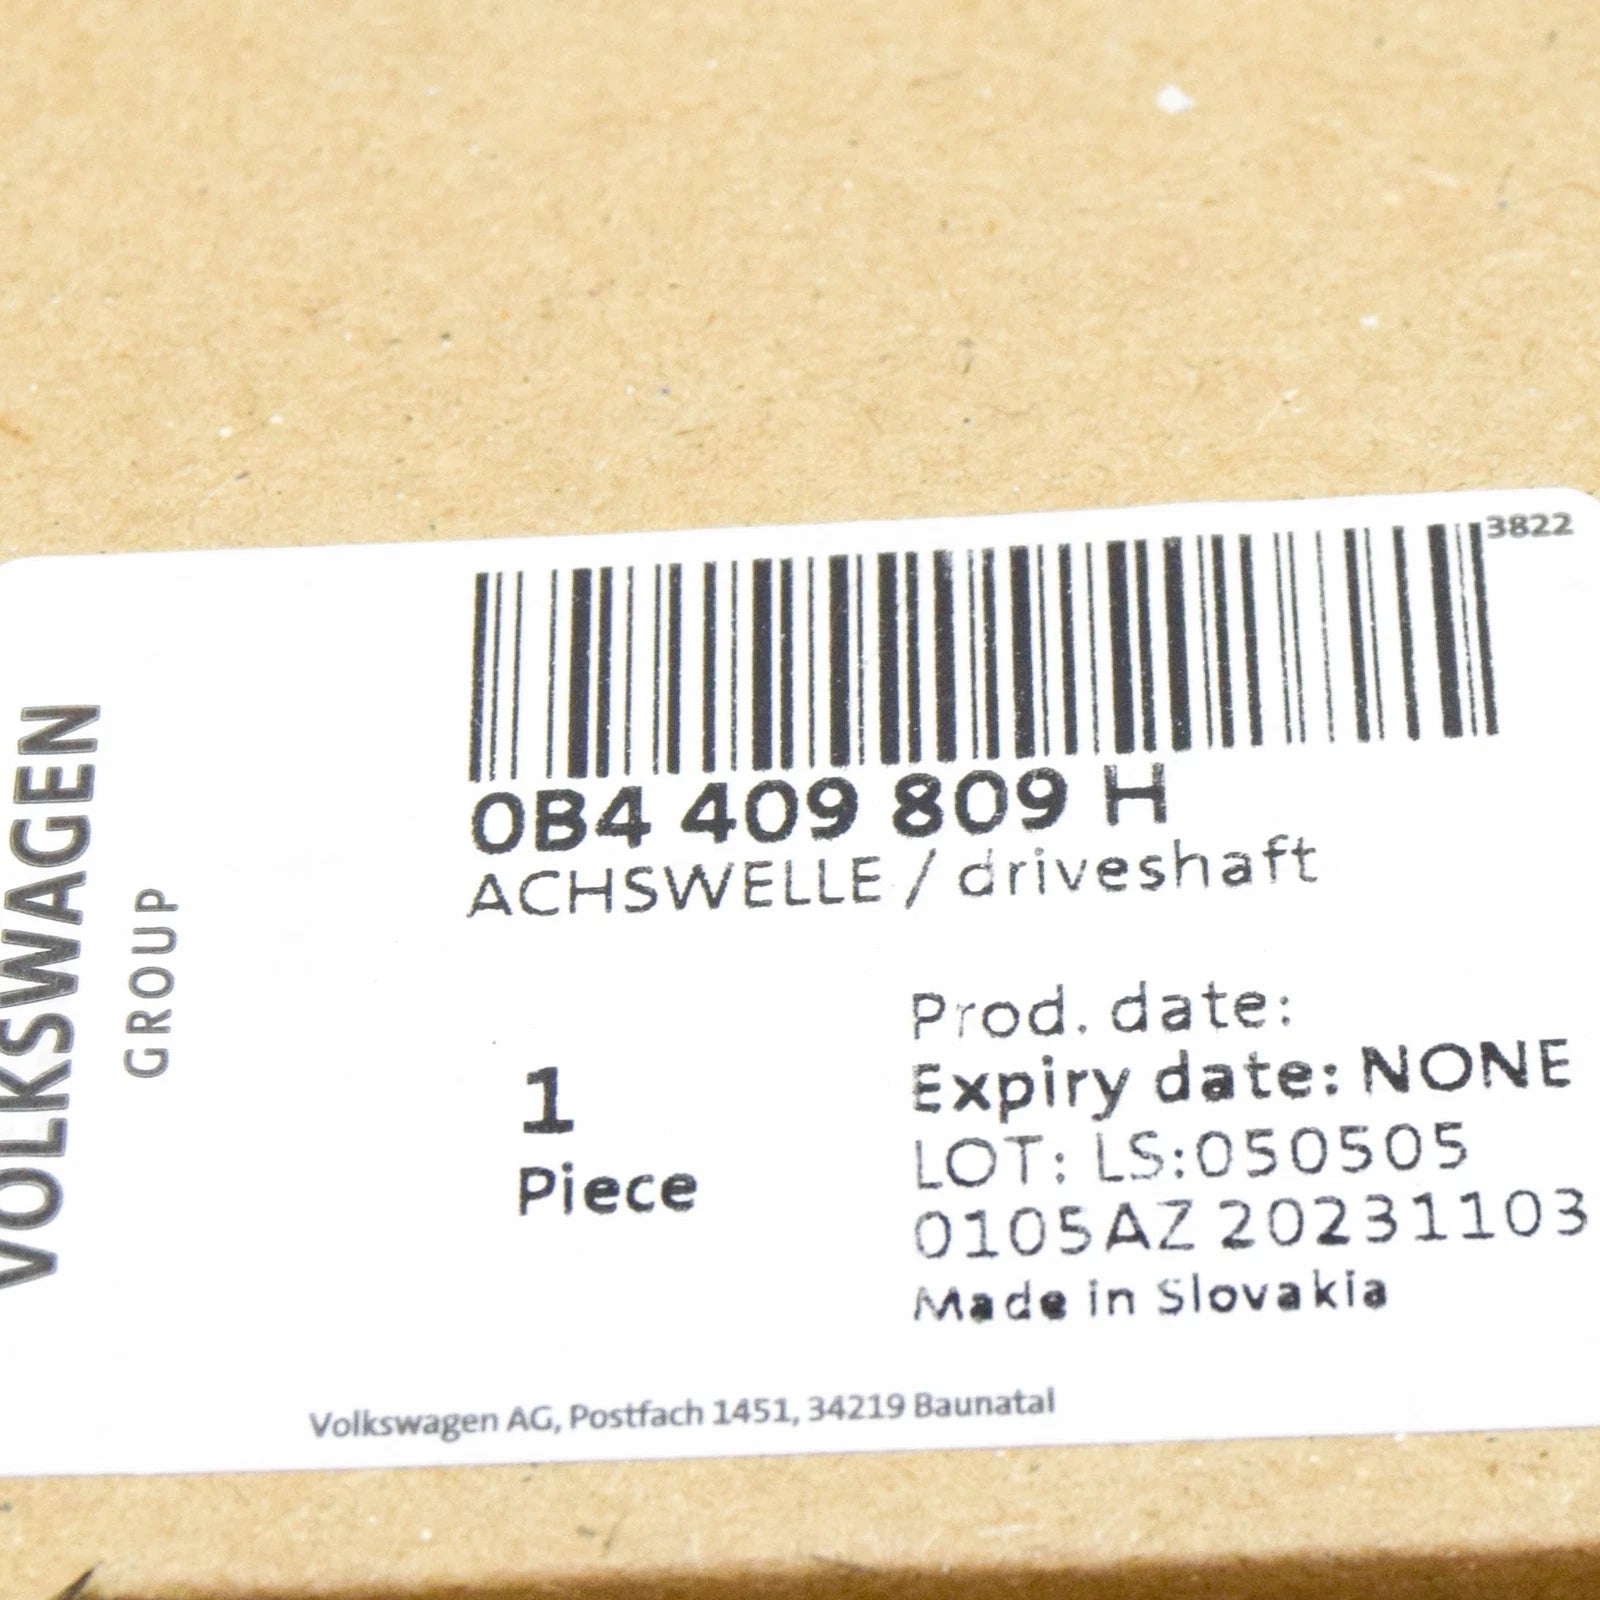 3822
0B4 409 809 H
ACHSWELLE / driveshaft
VOLKSWAGEN
GROUP
Prod. date:
Expiry date: NONE
1
Piece
LOT: LS:050505
0105AZ 20231103
Made in Slovakia
Volkswagen AG, Postfach 1451, 34219 Baunatal